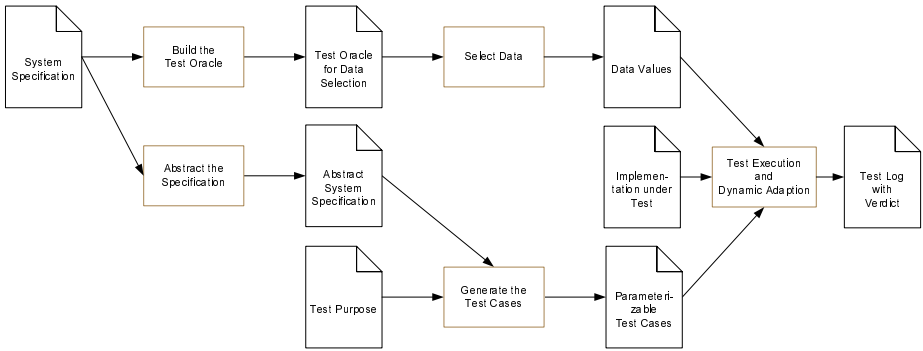 System
Specification
Build the
Test Oracle
Test Oracle
for Data
Selection
Select Data
Data Values
Abstract the
Specification
Abstract
System
Specification
Implemen-
tation under
Test
Test Execution
and
Dynamic Adaption
Test Log
with
Verdict
Test Purpose
Generate the
Test Cases
Parameteri-
zable
Test Cases